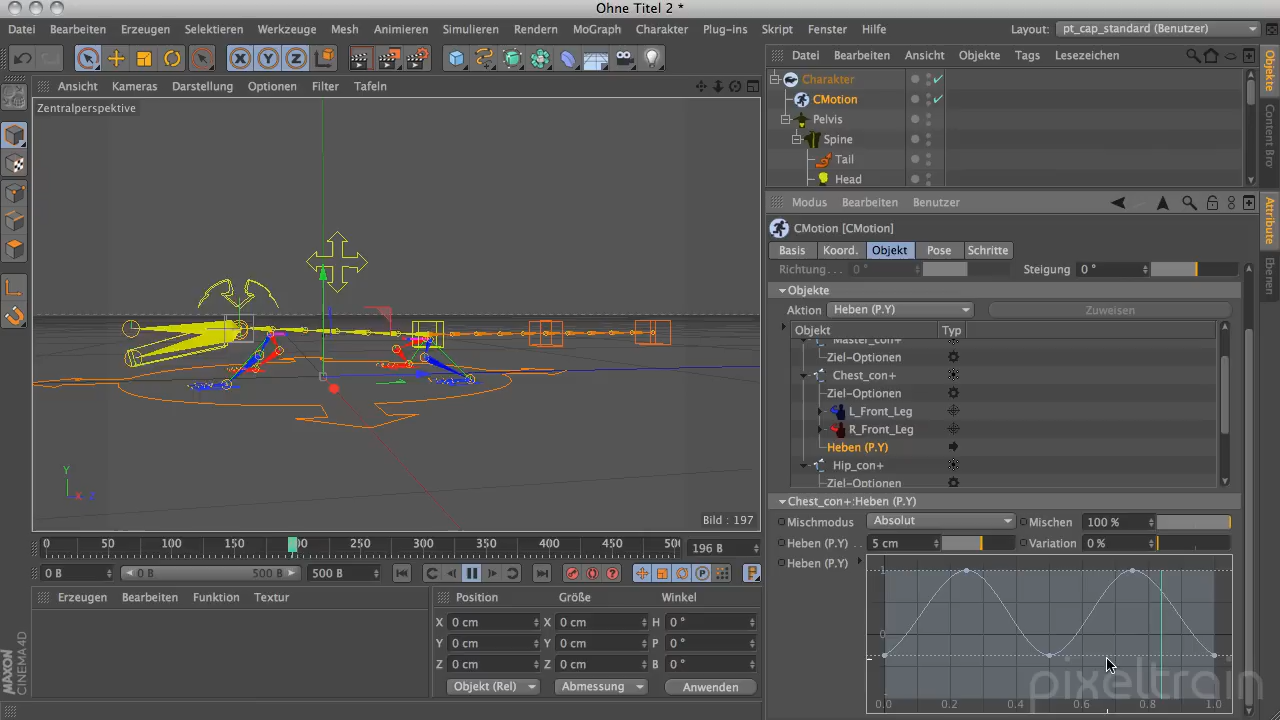 Ohne Titel 2 *
Datei Bearbeiten Erzeugen Selektieren Werkzeuge Mesh Animieren Simulieren Rendern MoGraph Charakter Plug-ins Skript Fenster Hilfe Layout: pt_cap_standard (Benutzer)
X Y Z
Datei Bearbeiten Ansicht Objekte Tags Lesezeichen
Objekte
Content Bro
Charakter
CMotion
Pelvis
Spine
Tail
Head
Ansicht Kameras Darstellung Optionen Filter Tafeln
Zentralperspektive
Y
X Z
Bild : 197
Modus Bearbeiten Benutzer
Attribute
Ebenen
CMotion [CMotion]
Basis Koord. Objekt Pose Schritte
Richtung. . . 0 ° Steigung 0 °
Objekte
Aktion Heben (P.Y) Zuweisen
Objekt Typ
Master_con+
Ziel-Optionen
Chest_con+
Ziel-Optionen
L_Front_Leg
R_Front_Leg
Heben (P.Y)
Hip_con+
Ziel-Optionen
Chest_con+:Heben (P.Y)
Mischmodus Absolut Mischen 100 %
Heben (P.Y) . . 5 cm Variation 0 %
Heben (P.Y)
1
0
0.0 0.2 0.4 0.6 0.8 1.0
0 50 100 150 200 250 300 350 400 450 50 196 B
0 B 0 B 500 B 500 B
P
Erzeugen Bearbeiten Funktion Textur
Position Größe Winkel
X 0 cm X 0 cm H 0 °
Y 0 cm Y 0 cm P 0 °
Z 0 cm Z 0 cm B 0 °
Objekt (Rel) Abmessung Anwenden
MAXON
CINEMA 4D
pixeltrain